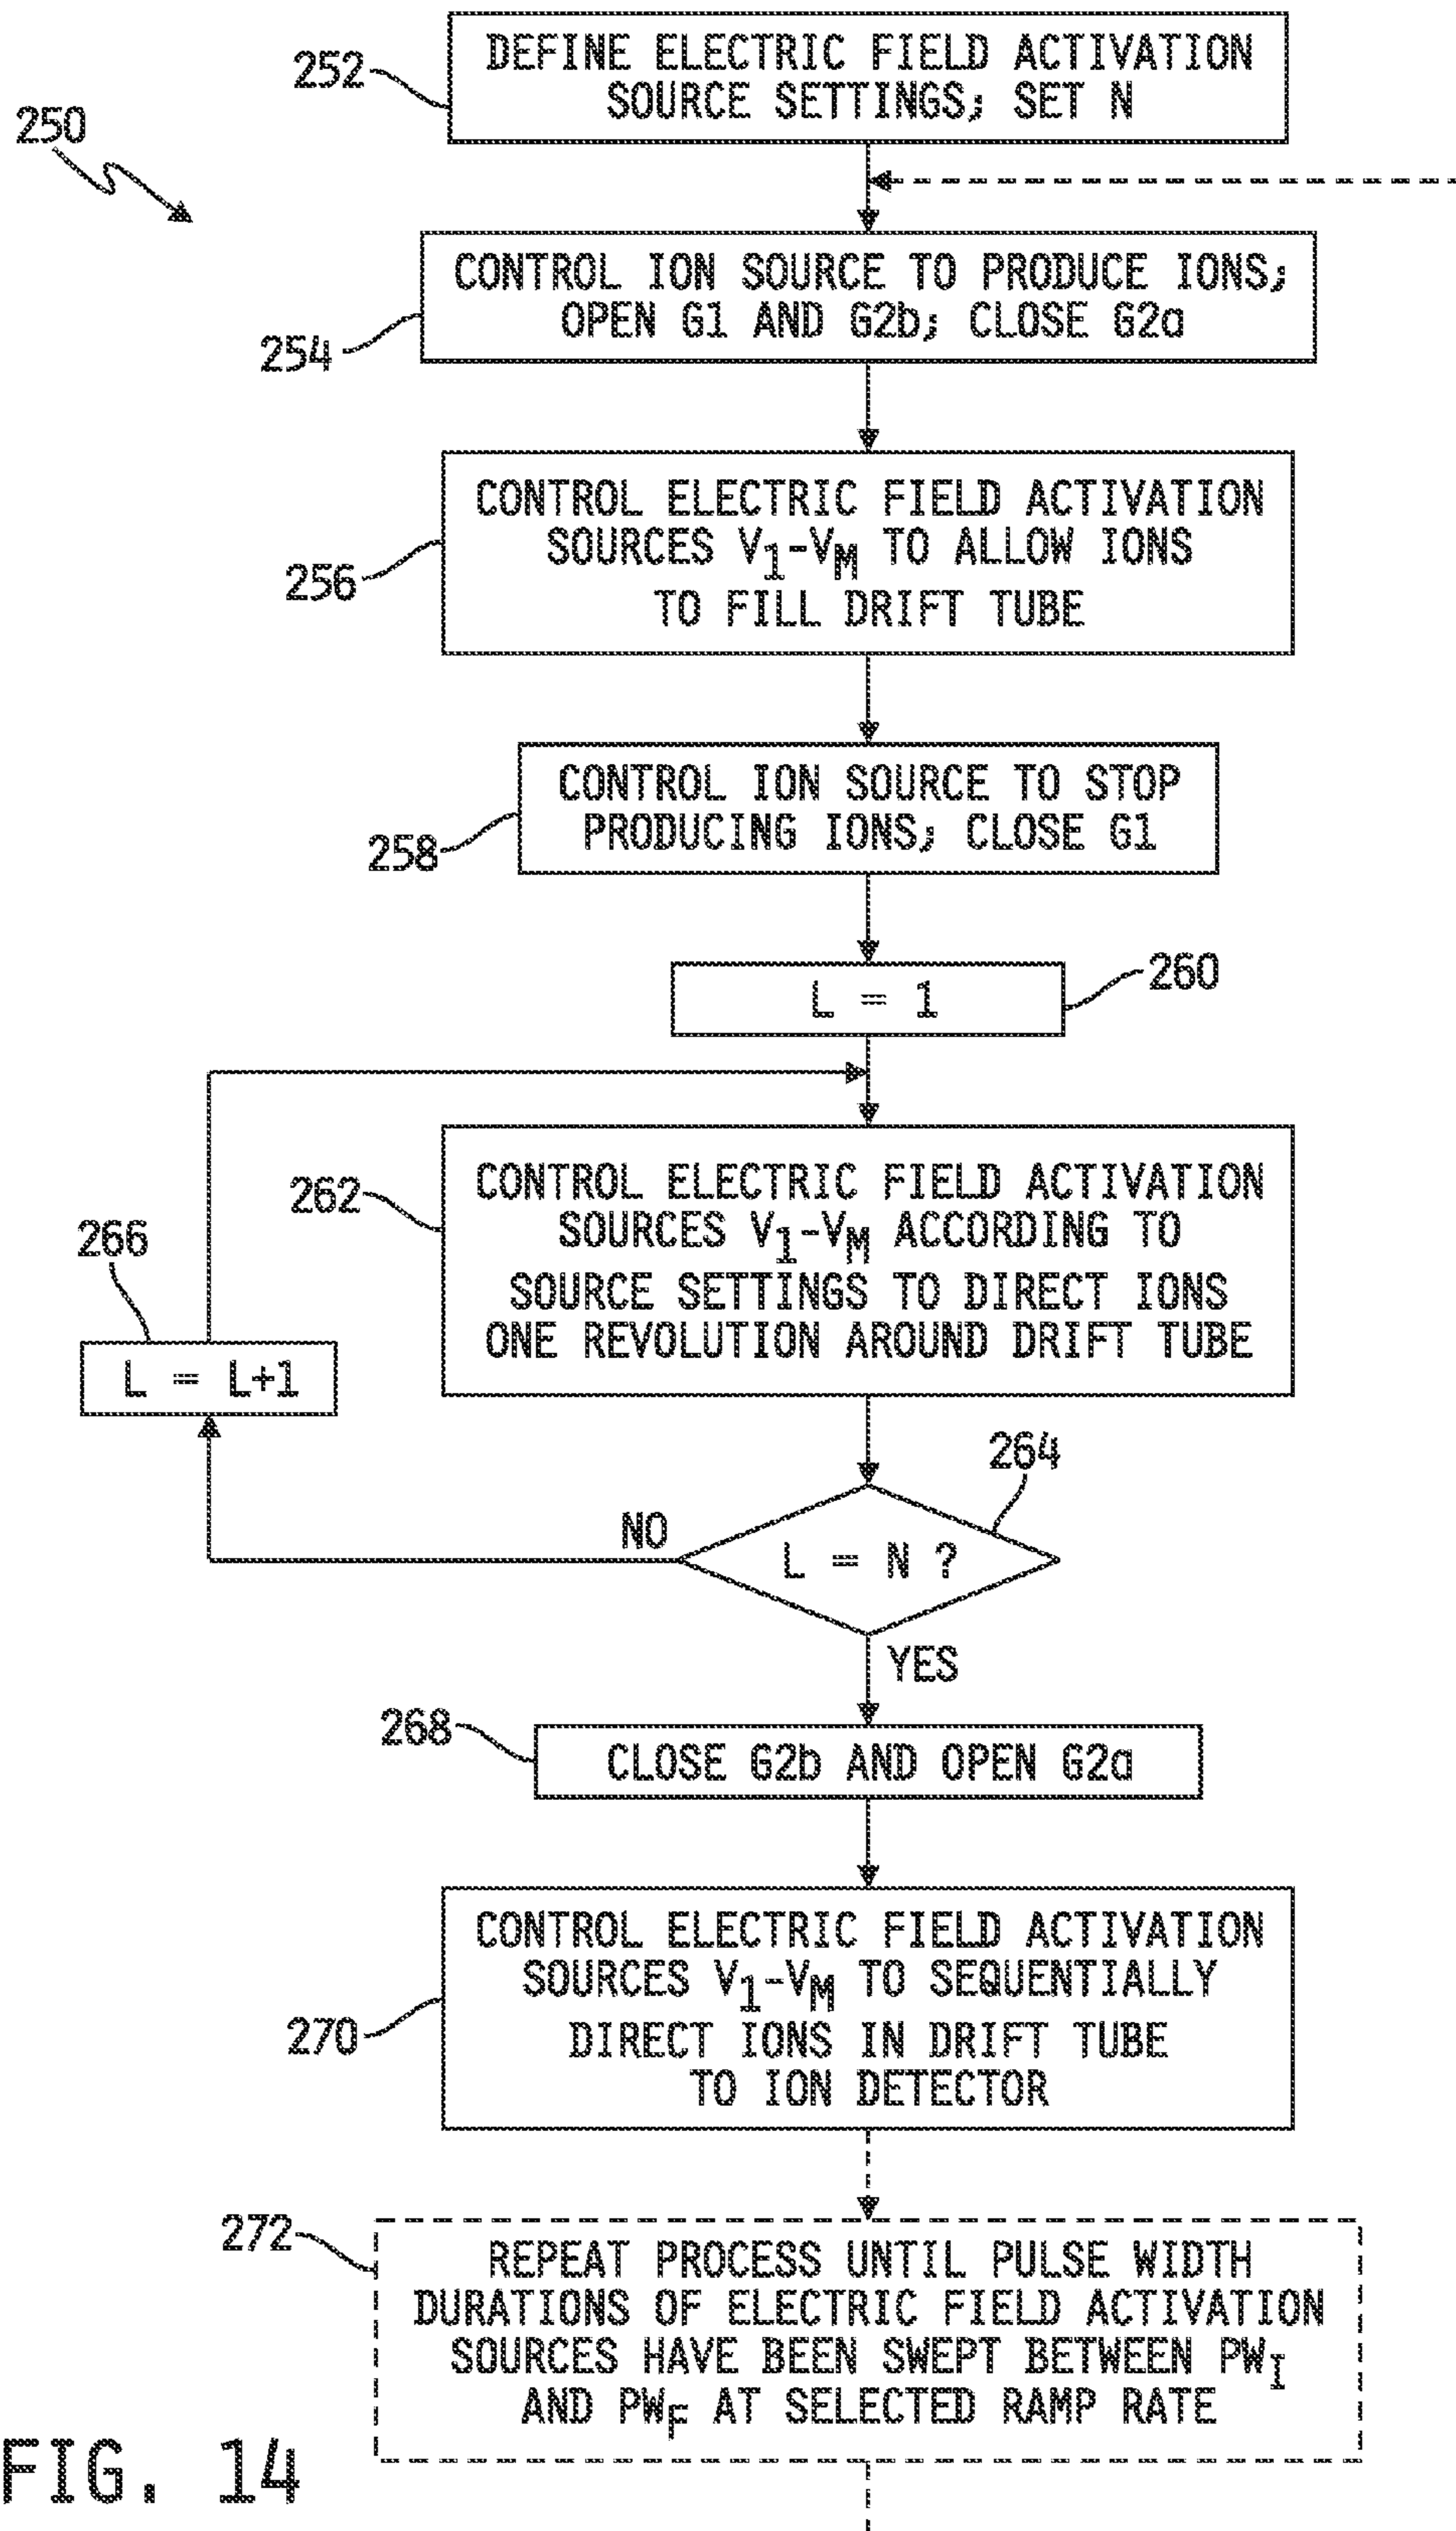 250
252
DEFINE ELECTRIC FIELD ACTIVATION
SOURCE SETTINGS; SET N
254
CONTROL ION SOURCE TO PRODUCE IONS;
OPEN G1 AND G2b; CLOSE G2a
256
CONTROL ELECTRIC FIELD ACTIVATION
SOURCES V1-VM TO ALLOW IONS
TO FILL DRIFT TUBE
258
CONTROL ION SOURCE TO STOP
PRODUCING IONS; CLOSE G1
260
L = 1
262
CONTROL ELECTRIC FIELD ACTIVATION
SOURCES V1-VM ACCORDING TO
SOURCE SETTINGS TO DIRECT IONS
ONE REVOLUTION AROUND DRIFT TUBE
266
L = L+1
264
NO
L = N ?
YES
268
CLOSE G2b AND OPEN G2a
270
CONTROL ELECTRIC FIELD ACTIVATION
SOURCES V1-VM TO SEQUENTIALLY
DIRECT IONS IN DRIFT TUBE
TO ION DETECTOR
272
REPEAT PROCESS UNTIL PULSE WIDTH
DURATIONS OF ELECTRIC FIELD ACTIVATION
SOURCES HAVE BEEN SWEPT BETWEEN PWI
AND PWF AT SELECTED RAMP RATE
FIG. 14